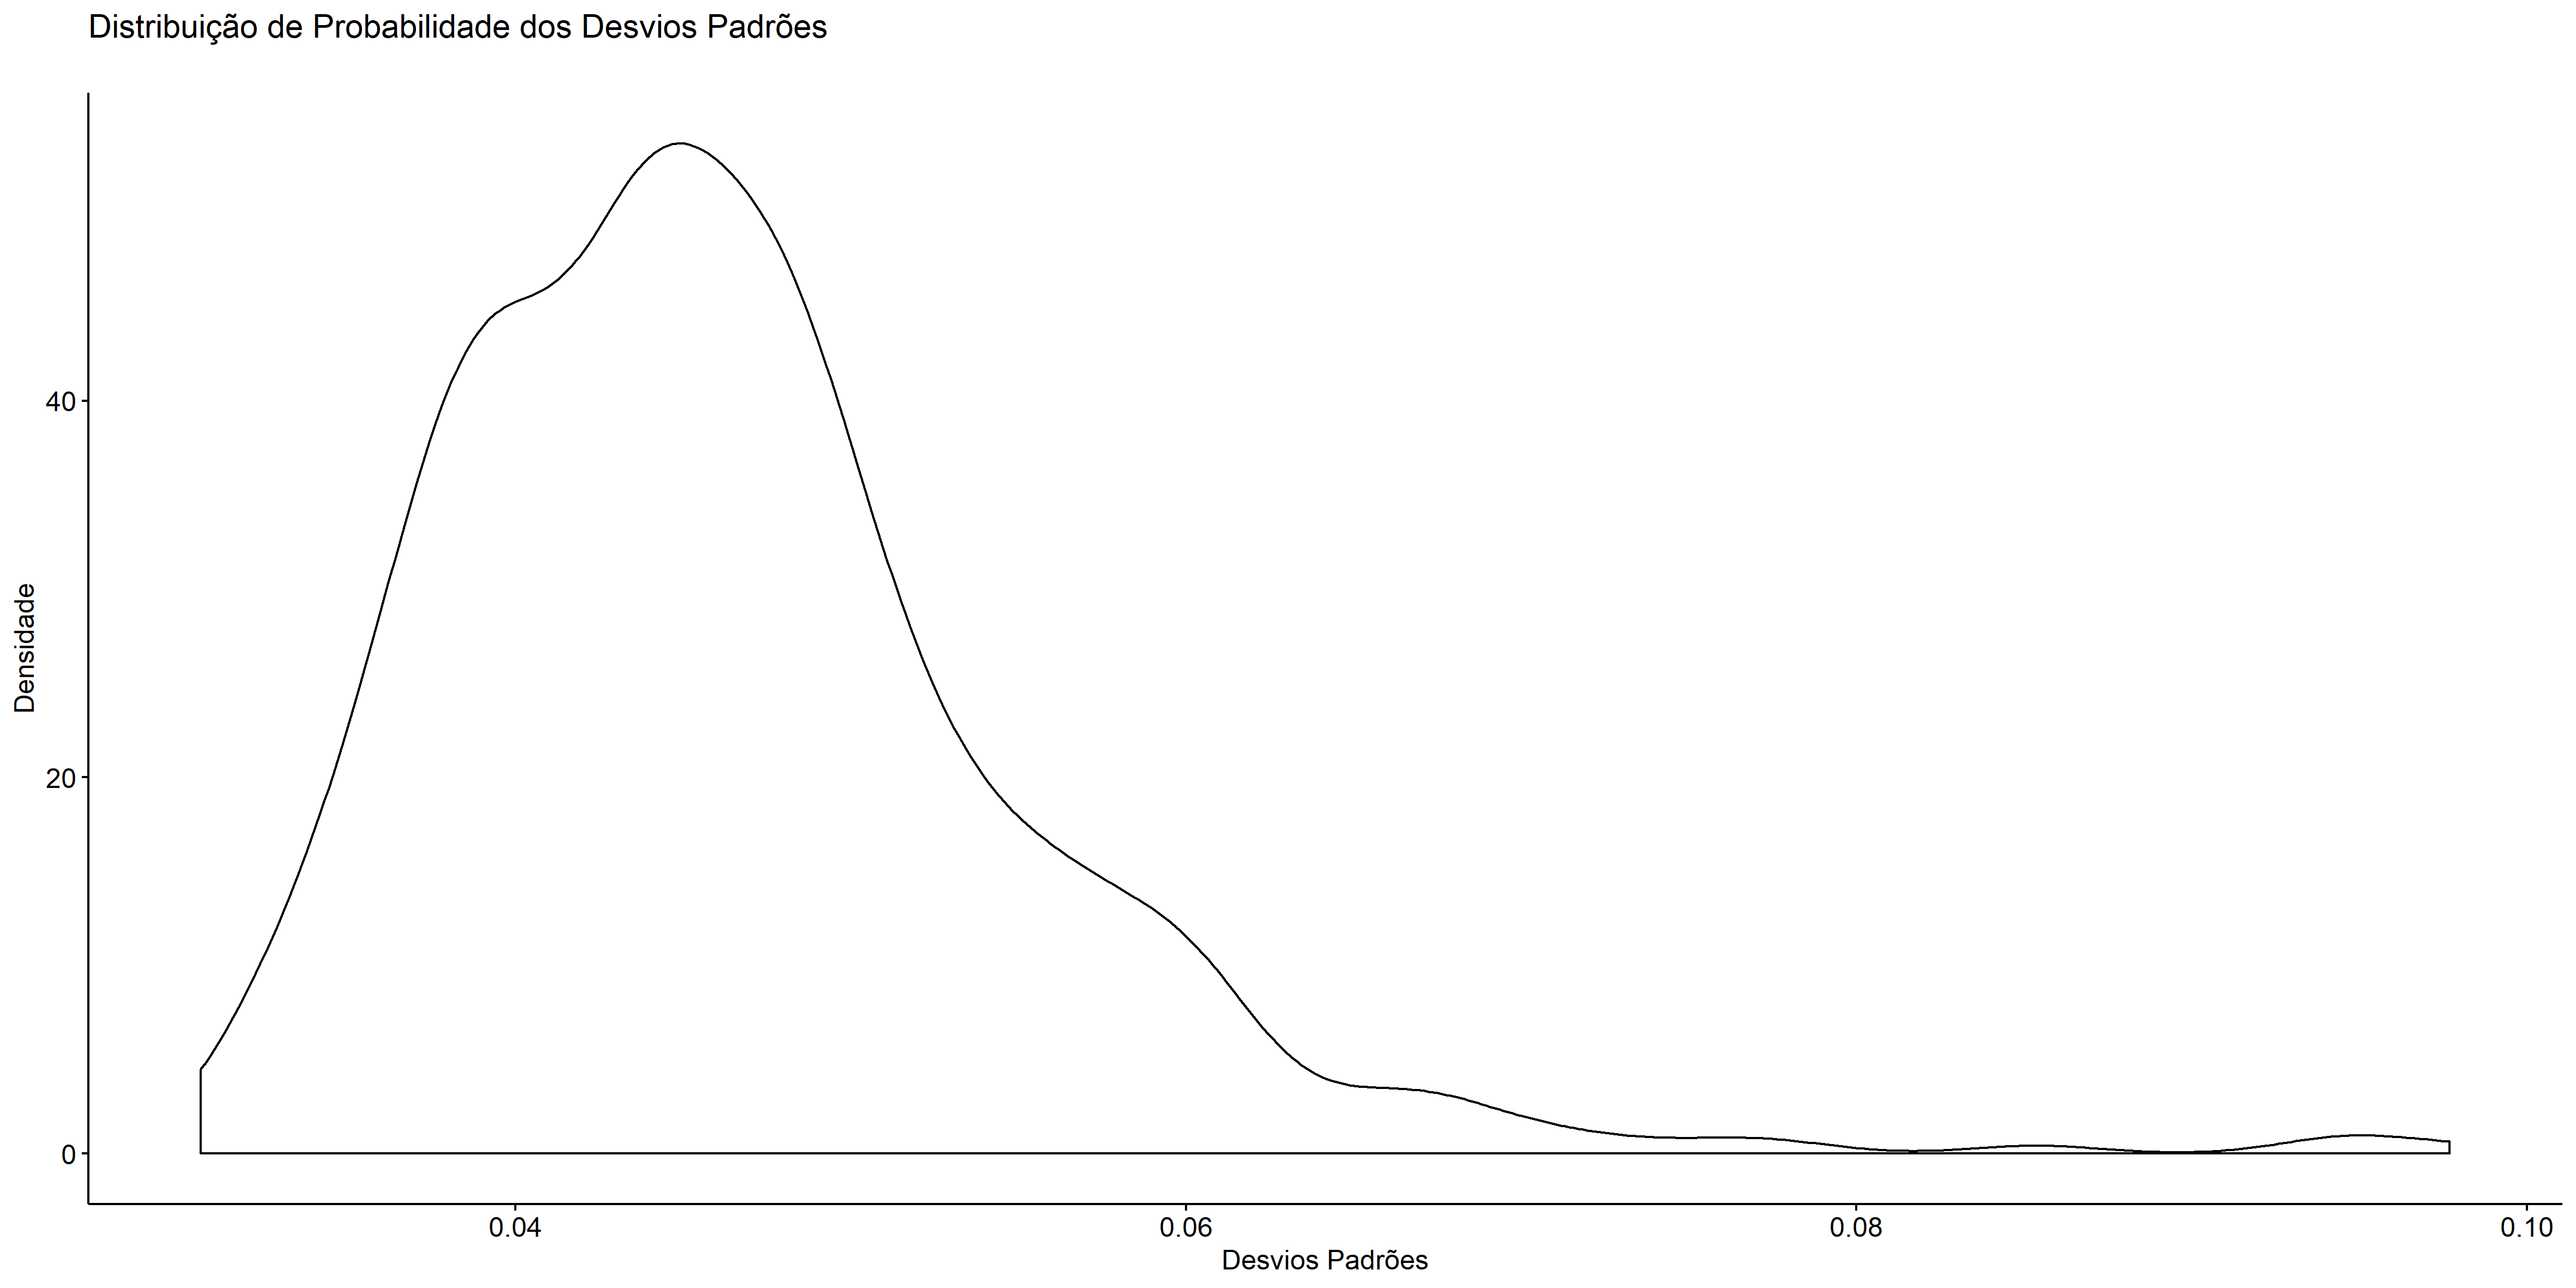 Distribuição de Probabilidade dos Desvios Padrões
Densidade
40
20
0
0.04
0.06
0.08
0.10
Desvios Padrões